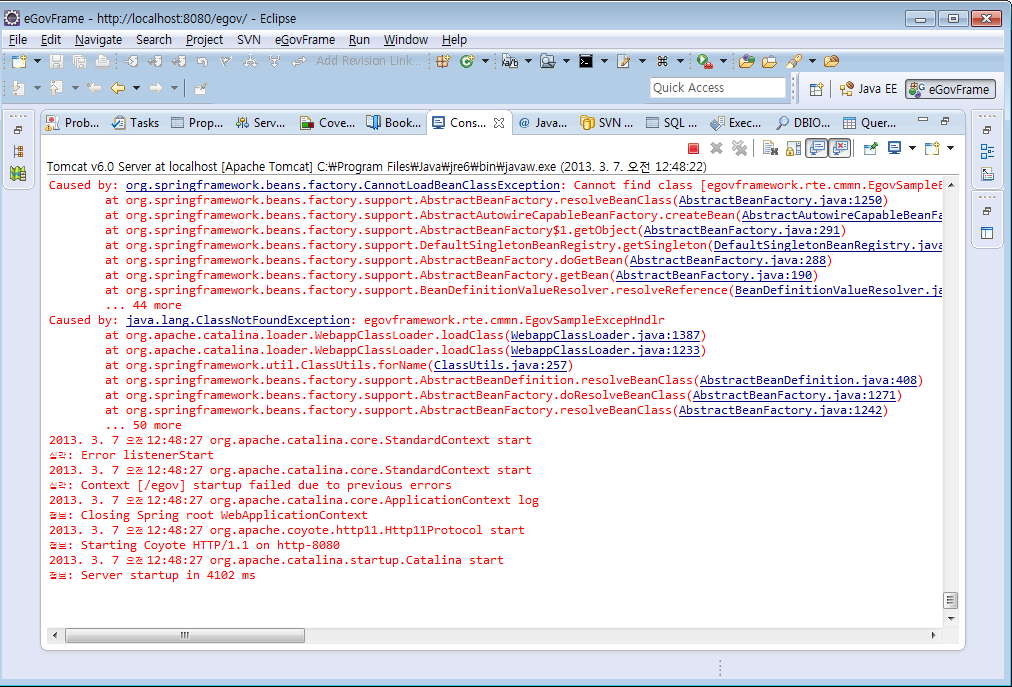 eGovFrame - http://localhost:8080/egov/ - Eclipse
File Edit Navigate Search Project SVN eGovFrame Run Window Help
Add Revision Link...
Quick Access
Java EE
eGovFrame
Prob... Tasks Prop... Serv... Cove... Book... Cons... Java... SVN ... SQL ... Exec... DBIO... Quer...
Tomcat v6.0 Server at localhost [Apache Tomcat] C:₩Program Files₩Java₩jre6₩bin₩javaw.exe (2013. 3. 7. 오전 12:48:22)
Caused by: org.springframework.beans.factory.CannotLoadBeanClassException: Cannot find class [egovframework.rte.cmmn.EgovSampleE
at org.springframework.beans.factory.support.AbstractBeanFactory.resolveBeanClass(AbstractBeanFactory.java:1250)
at org.springframework.beans.factory.support.AbstractAutowireCapableBeanFactory.createBean(AbstractAutowireCapableBeanFa
at org.springframework.beans.factory.support.AbstractBeanFactory$1.getObject(AbstractBeanFactory.java:291)
at org.springframework.beans.factory.support.DefaultSingletonBeanRegistry.getSingleton(DefaultSingletonBeanRegistry.java
at org.springframework.beans.factory.support.AbstractBeanFactory.doGetBean(AbstractBeanFactory.java:288)
at org.springframework.beans.factory.support.AbstractBeanFactory.getBean(AbstractBeanFactory.java:190)
at org.springframework.beans.factory.support.BeanDefinitionValueResolver.resolveReference(BeanDefinitionValueResolver.ja
... 44 more
Caused by: java.lang.ClassNotFoundException: egovframework.rte.cmmn.EgovSampleExcepHndlr
at org.apache.catalina.loader.WebappClassLoader.loadClass(WebappClassLoader.java:1387)
at org.apache.catalina.loader.WebappClassLoader.loadClass(WebappClassLoader.java:1233)
at org.springframework.util.ClassUtils.forName(ClassUtils.java:257)
at org.springframework.beans.factory.support.AbstractBeanDefinition.resolveBeanClass(AbstractBeanDefinition.java:408)
at org.springframework.beans.factory.support.AbstractBeanFactory.doResolveBeanClass(AbstractBeanFactory.java:1271)
at org.springframework.beans.factory.support.AbstractBeanFactory.resolveBeanClass(AbstractBeanFactory.java:1242)
... 50 more
2013. 3. 7 오전 12:48:27 org.apache.catalina.core.StandardContext start
심각: Error listenerStart
2013. 3. 7 오전 12:48:27 org.apache.catalina.core.StandardContext start
심각: Context [/egov] startup failed due to previous errors
2013. 3. 7 오전 12:48:27 org.apache.catalina.core.ApplicationContext log
정보: Closing Spring root WebApplicationContext
2013. 3. 7 오전 12:48:27 org.apache.coyote.http11.Http11Protocol start
정보: Starting Coyote HTTP/1.1 on http-8080
2013. 3. 7 오전 12:48:27 org.apache.catalina.startup.Catalina start
정보: Server startup in 4102 ms